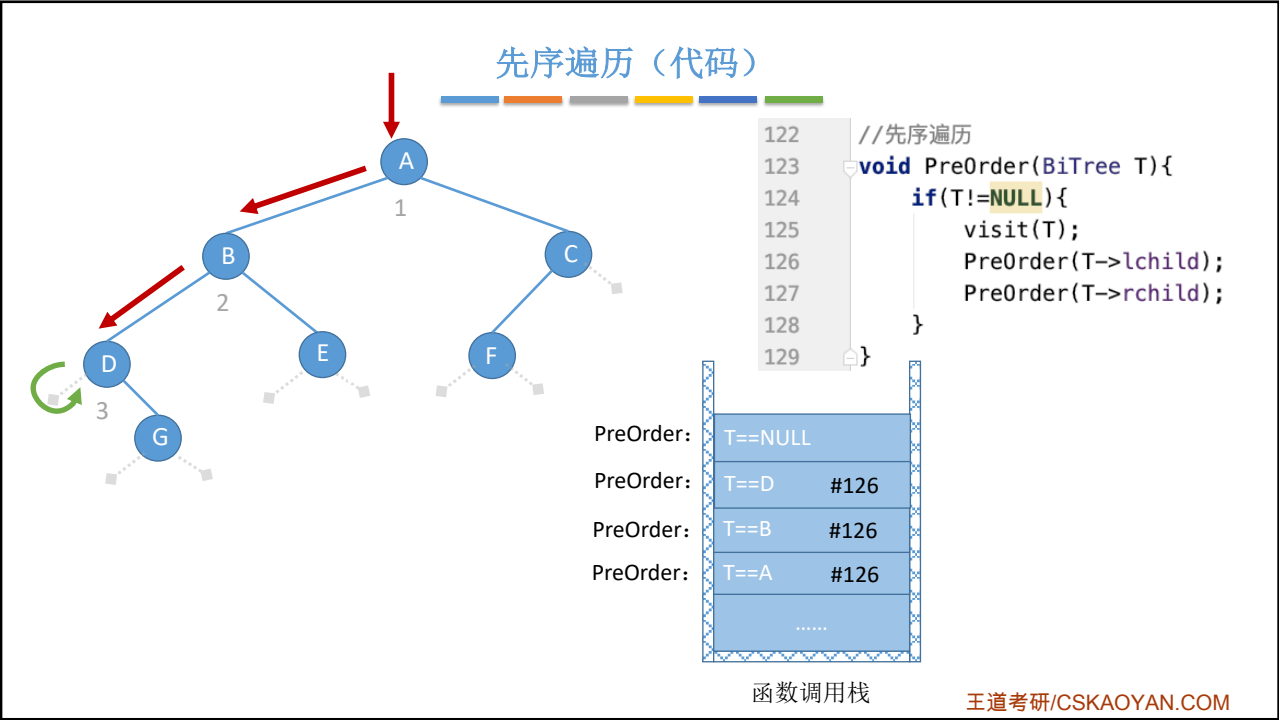 先序遍历（代码）
A
1
B
C
2
D
E
F
3
G
122 //先序遍历
123 void PreOrder(BiTree T){
124 if(T!=NULL){
125 visit(T);
126 PreOrder(T->lchild);
127 PreOrder(T->rchild);
128 }
129 }
PreOrder： T==NULL
PreOrder： T==D #126
PreOrder： T==B #126
PreOrder： T==A #126
……
函数调用栈
王道考研/CSKAOYAN.COM